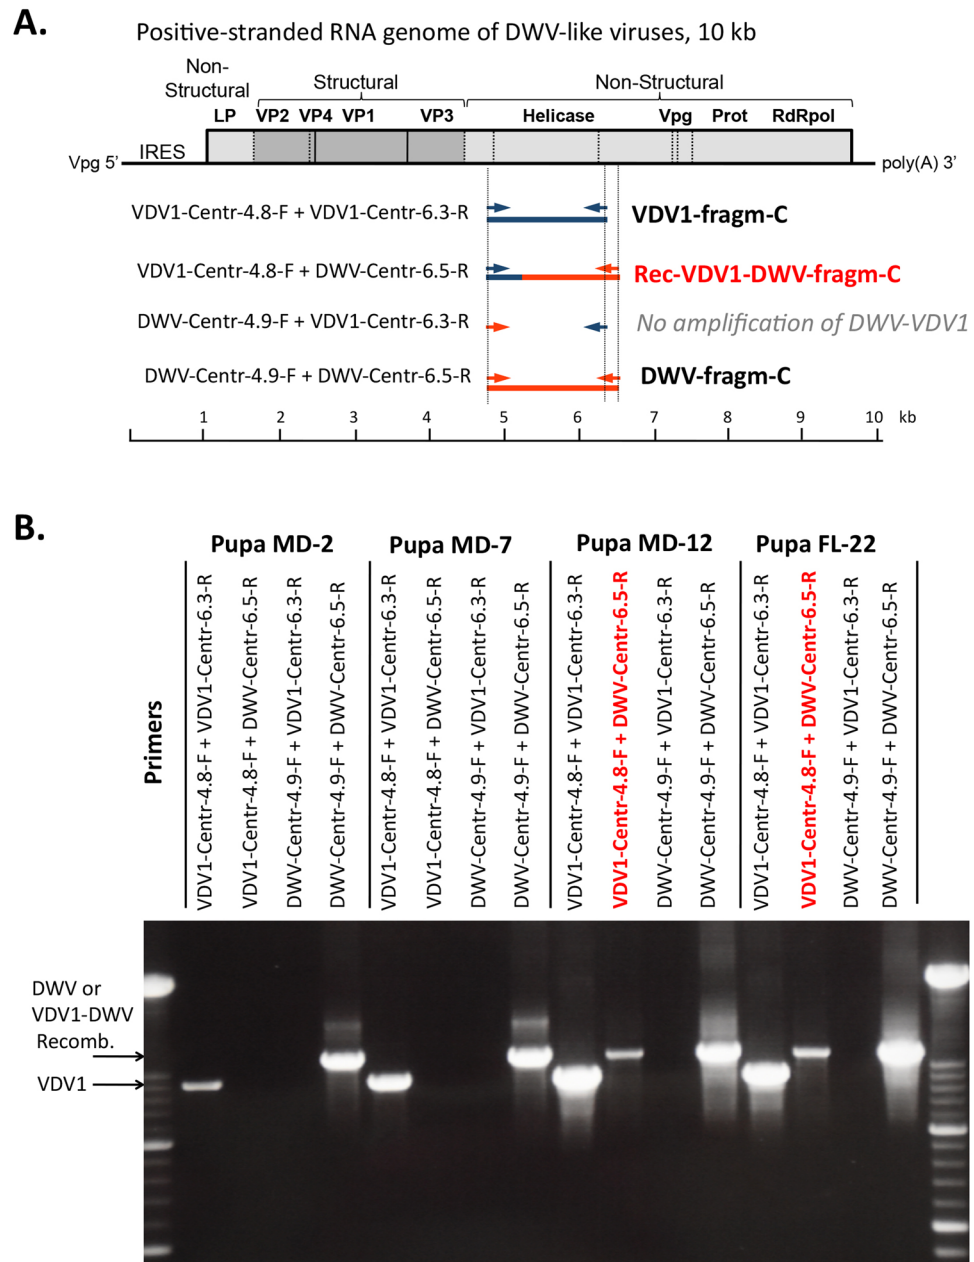 A.
Positive-stranded RNA genome of DWV-like viruses, 10 kb
Non-
Structural
Structural
Non-Structural
LP VP2 VP4 VP1 VP3 Helicase Vpg Prot RdRpol
Vpg 5' IRES poly(A) 3'
VDV1-Centr-4.8-F + VDV1-Centr-6.3-R VDV1-fragm-C
VDV1-Centr-4.8-F + DWV-Centr-6.5-R Rec-VDV1-DWV-fragm-C
DWV-Centr-4.9-F + VDV1-Centr-6.3-R No amplification of DWV-VDV1
DWV-Centr-4.9-F + DWV-Centr-6.5-R DWV-fragm-C
1 2 3 4 5 6 7 8 9 10 kb
B.
Pupa MD-2 Pupa MD-7 Pupa MD-12 Pupa FL-22
Primers
VDV1-Centr-4.8-F + VDV1-Centr-6.3-R
VDV1-Centr-4.8-F + DWV-Centr-6.5-R
DWV-Centr-4.9-F + VDV1-Centr-6.3-R
DWV-Centr-4.9-F + DWV-Centr-6.5-R
VDV1-Centr-4.8-F + VDV1-Centr-6.3-R
VDV1-Centr-4.8-F + DWV-Centr-6.5-R
DWV-Centr-4.9-F + VDV1-Centr-6.3-R
DWV-Centr-4.9-F + DWV-Centr-6.5-R
VDV1-Centr-4.8-F + VDV1-Centr-6.3-R
VDV1-Centr-4.8-F + DWV-Centr-6.5-R
DWV-Centr-4.9-F + VDV1-Centr-6.3-R
DWV-Centr-4.9-F + DWV-Centr-6.5-R
VDV1-Centr-4.8-F + VDV1-Centr-6.3-R
VDV1-Centr-4.8-F + DWV-Centr-6.5-R
DWV-Centr-4.9-F + VDV1-Centr-6.3-R
DWV-Centr-4.9-F + DWV-Centr-6.5-R
DWV or
VDV1-DWV
Recomb.
VDV1